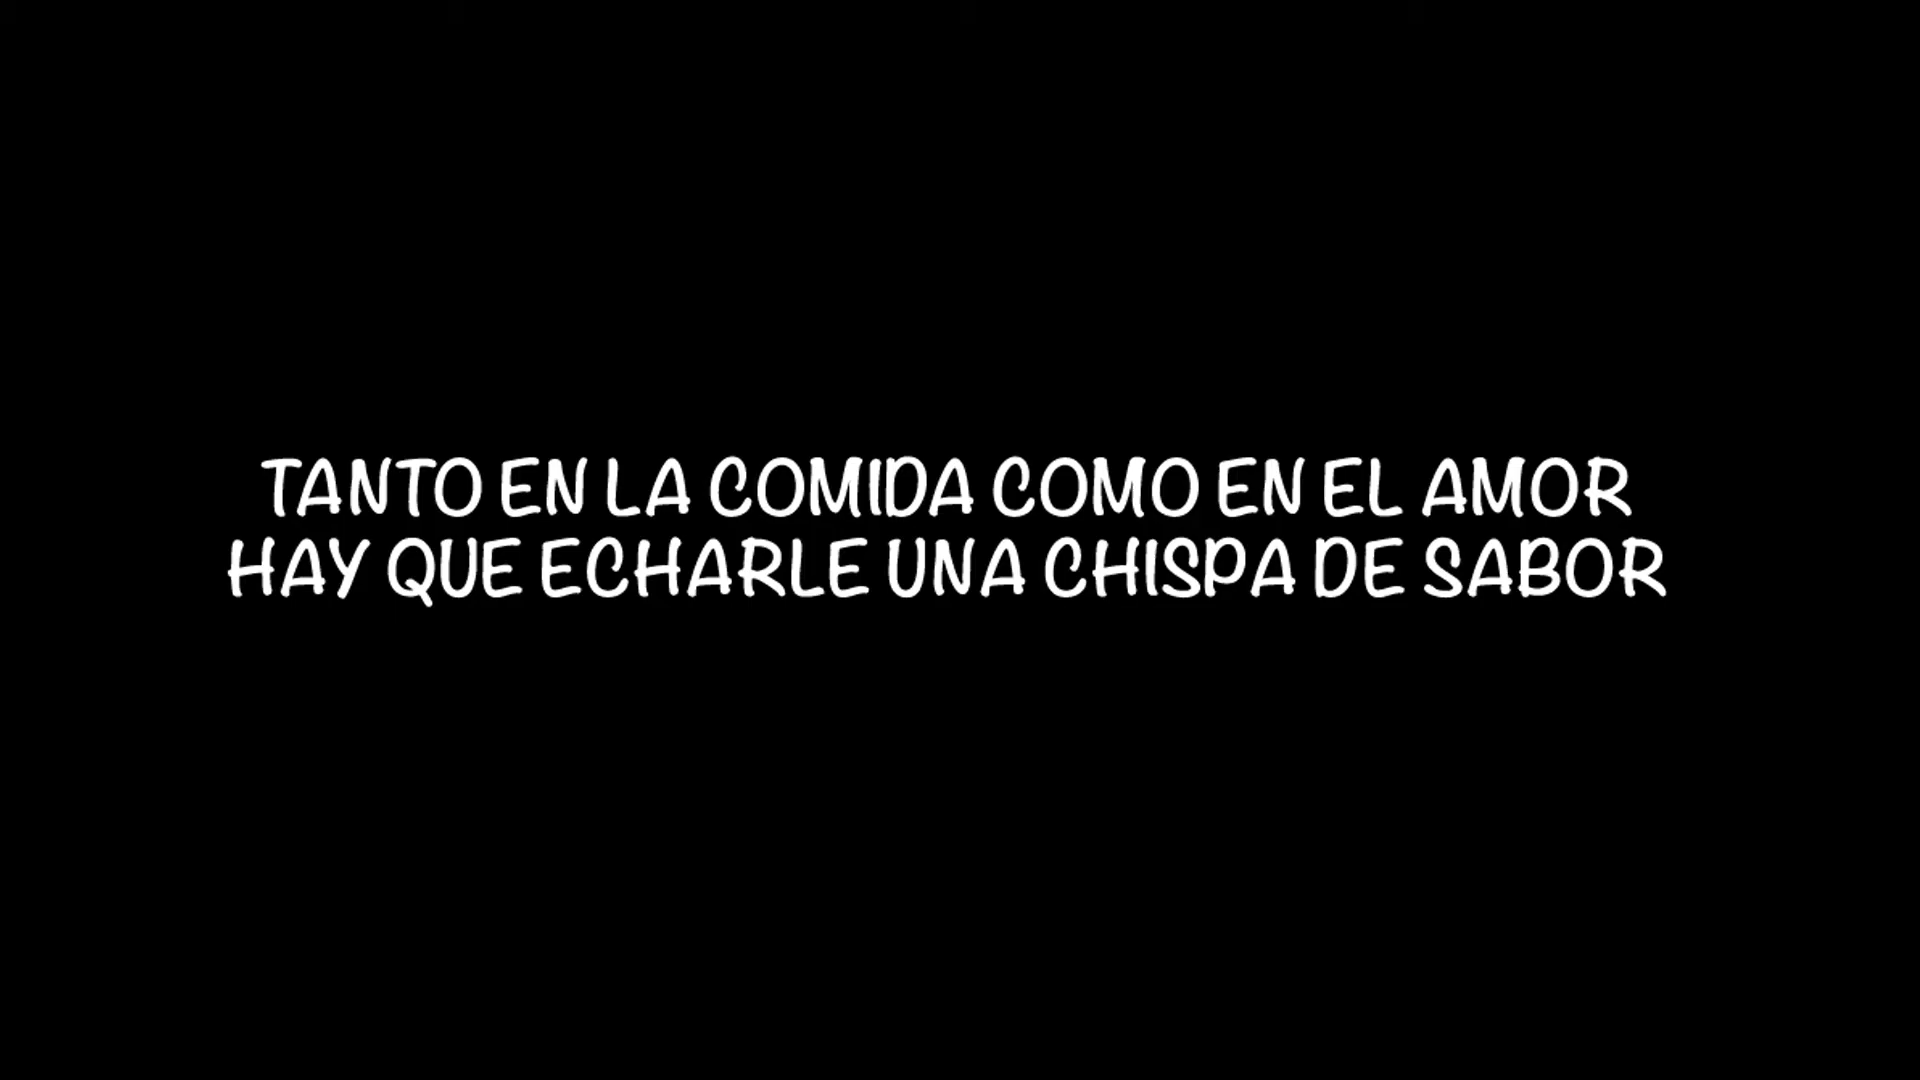 TANTO EN LA COMIDA COMO EN EL AMOR
HAY QUE ECHARLE UNA CHISPA DE SABOR